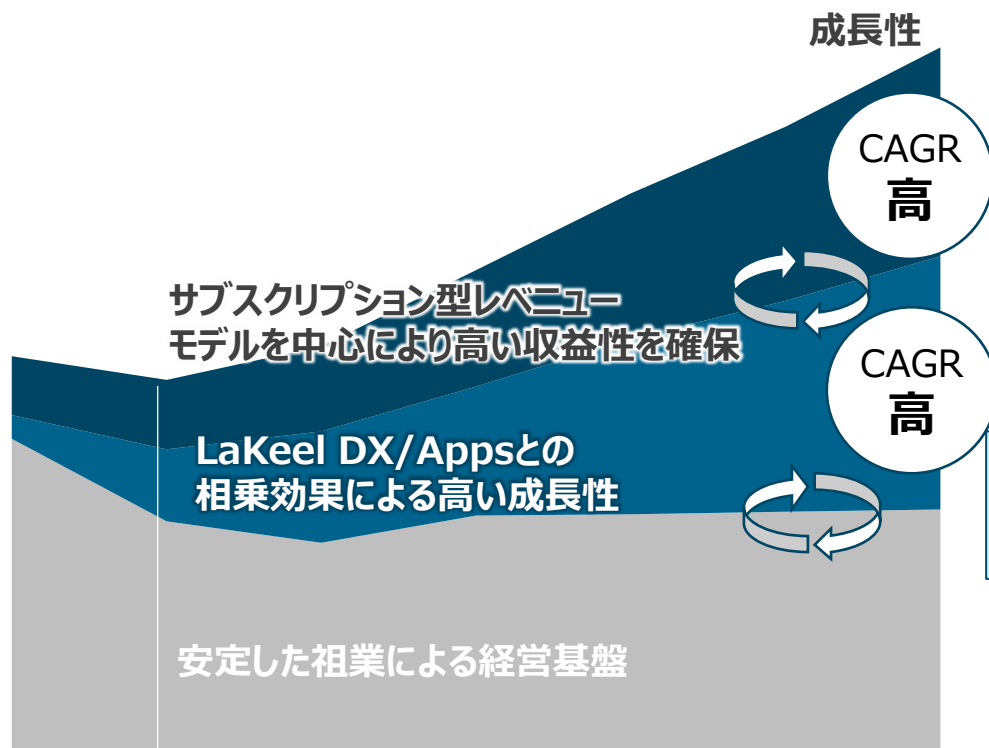 成長性
CAGR
高
サブスクリプション型レベニュー
モデルを中心により高い収益性を確保
CAGR
高
LaKeel DX/Appsとの
相乗効果による高い成長性
安定した祖業による経営基盤